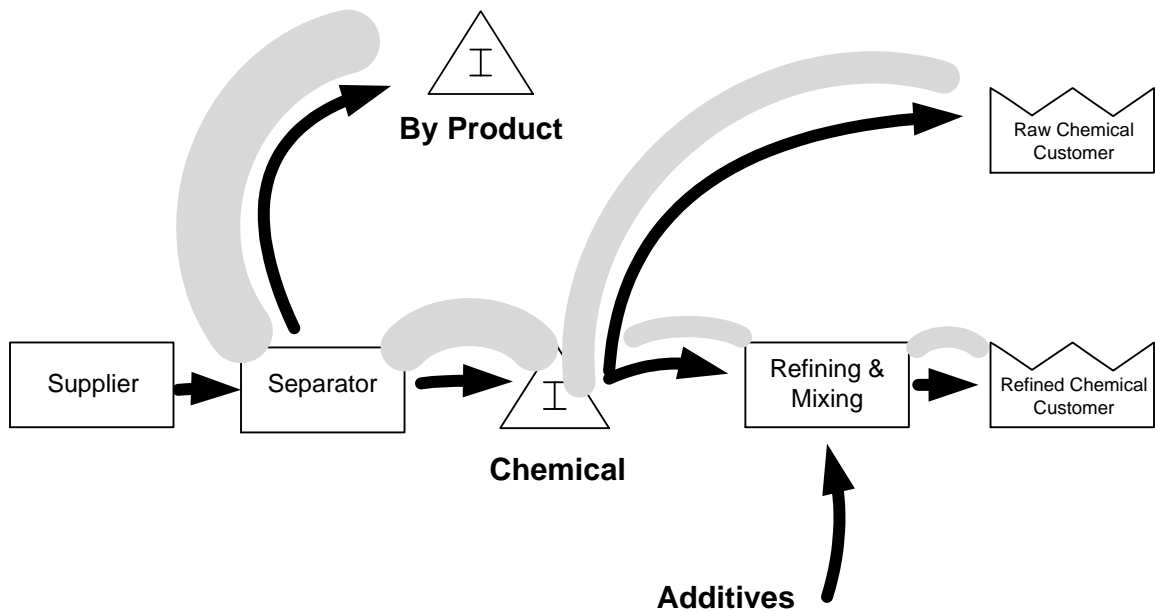 I
By Product
Raw Chemical
Customer
Supplier
Separator
I
Chemical
Refining &
Mixing
Refined Chemical
Customer
Additives